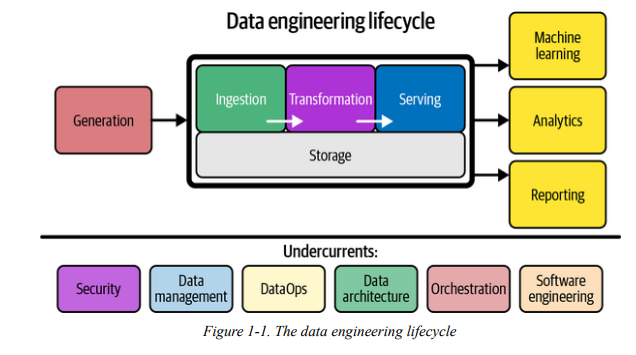 Data engineering lifecycle
Generation
Ingestion
Transformation
Serving
Storage
Machine
learning
Analytics
Reporting
Undercurrents:
Security
Data
management
DataOps
Data
architecture
Orchestration
Software
engineering
Figure 1-1. The data engineering lifecycle